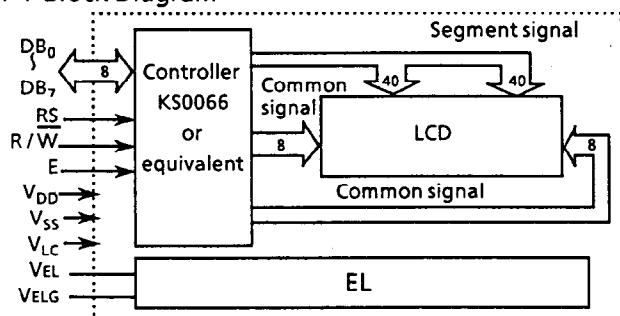 Block Diagram
Segment signal
DB0
DB7
8
Controller
KS0066
or
equivalent
Common
signal
40
40
LCD
8
8
Common signal
RS
R / W̅
E
VDD
VSS
VLC
VEL
VELG
EL